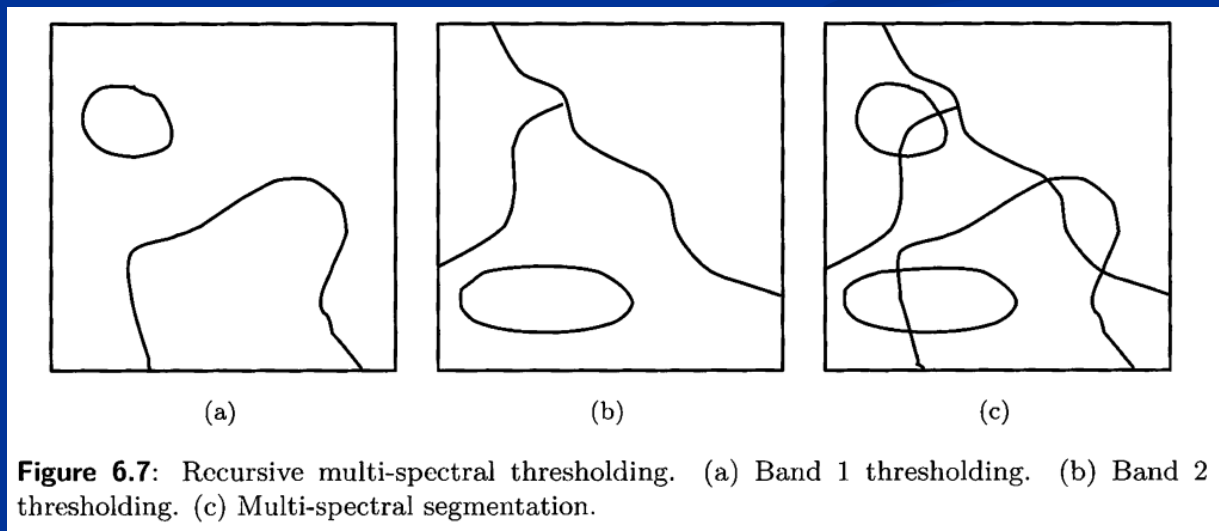 (a) (b) (c)
Figure 6.7: Recursive multi-spectral thresholding. (a) Band 1 thresholding. (b) Band 2
thresholding. (c) Multi-spectral segmentation.